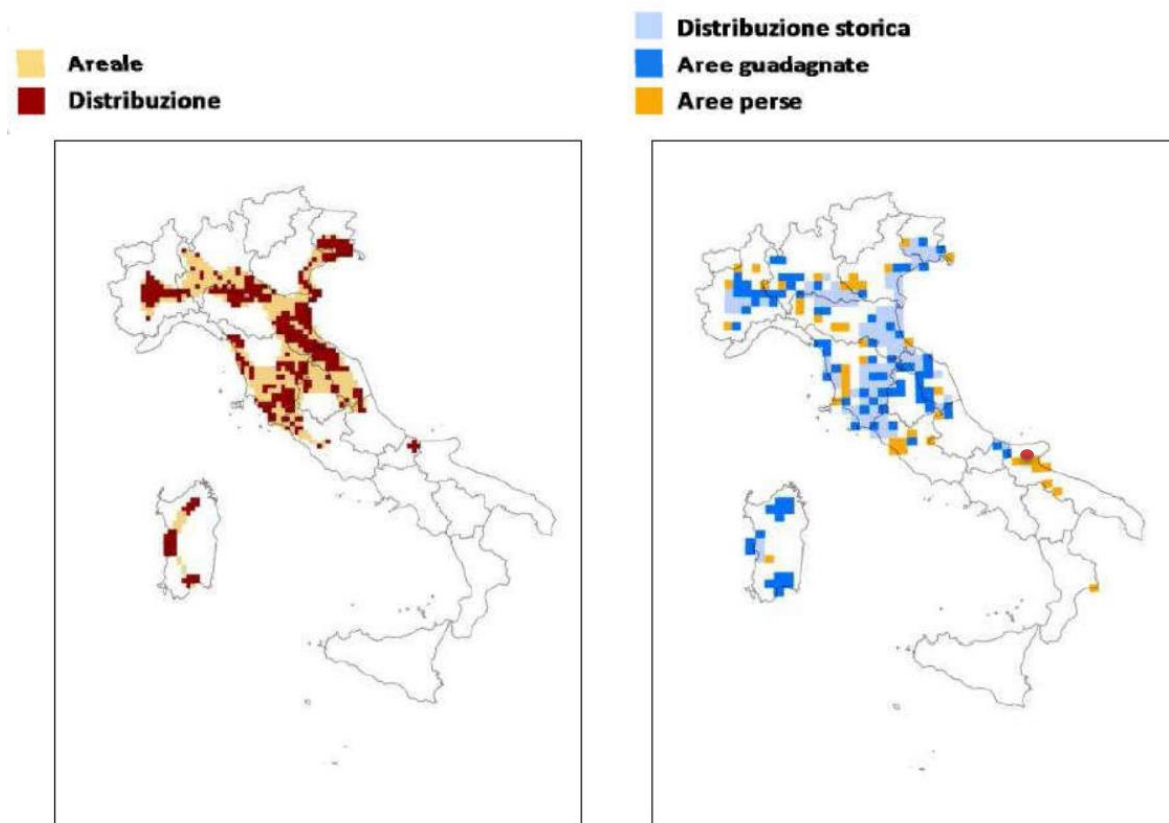 Areale
Distribuzione
Distribuzione storica
Aree guadagnate
Aree perse